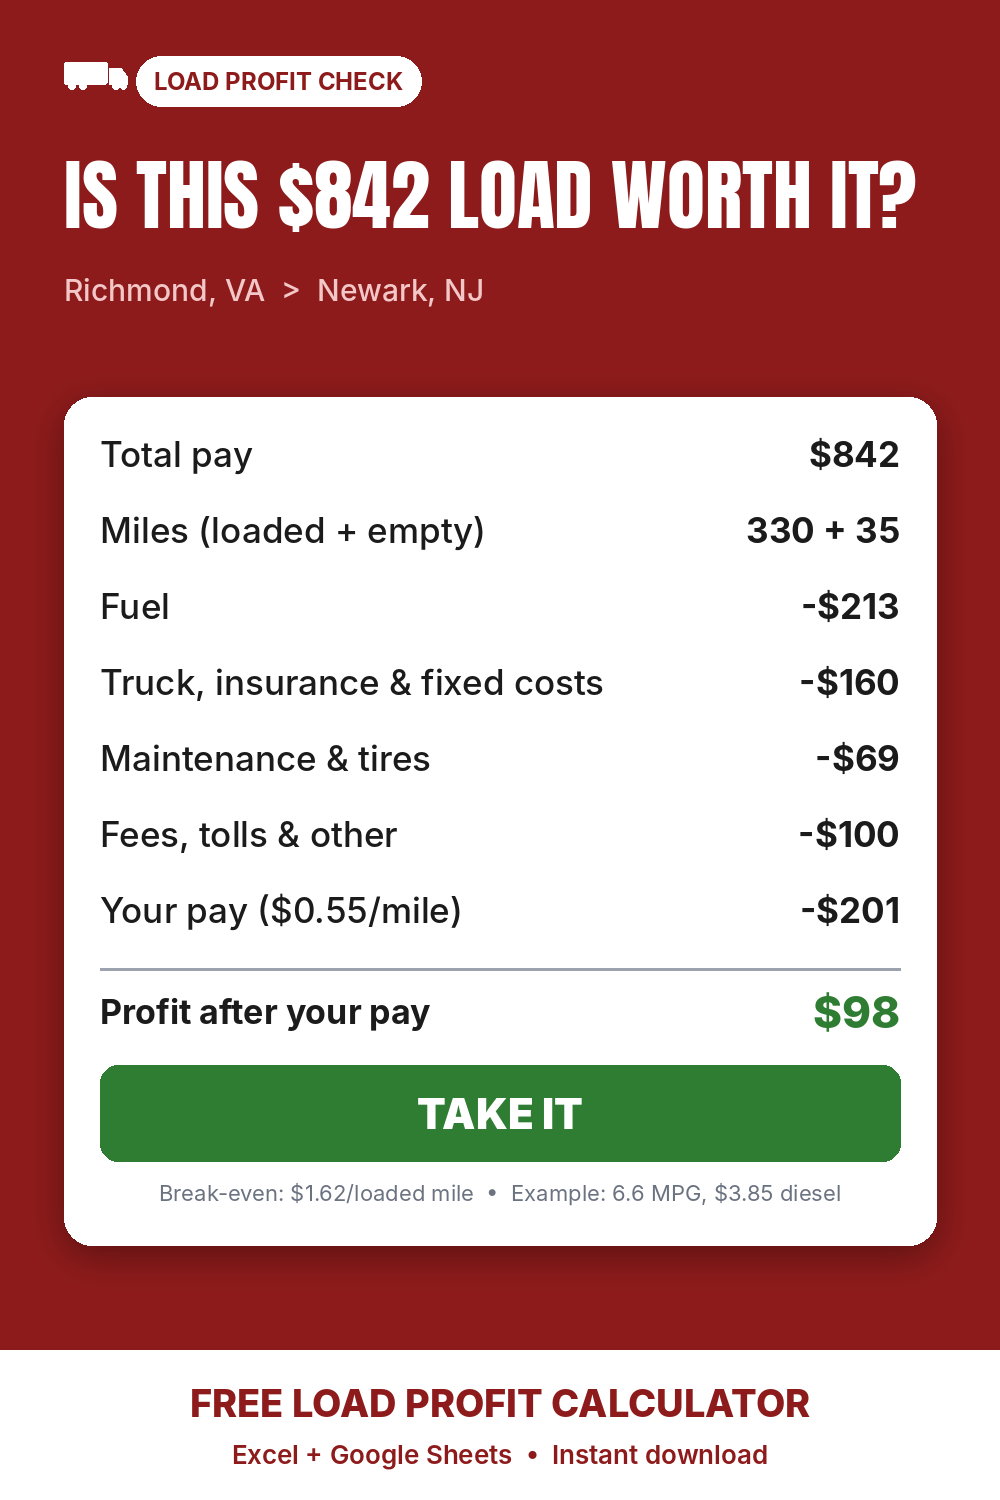 LOAD PROFIT CHECK
IS THIS $842 LOAD WORTH IT?
Richmond, VA > Newark, NJ
Total pay $842
Miles (loaded + empty) 330 + 35
Fuel -$213
Truck, insurance & fixed costs -$160
Maintenance & tires -$69
Fees, tolls & other -$100
Your pay ($0.55/mile) -$201
Profit after your pay $98
TAKE IT
Break-even: $1.62/loaded mile • Example: 6.6 MPG, $3.85 diesel
FREE LOAD PROFIT CALCULATOR
Excel + Google Sheets • Instant download